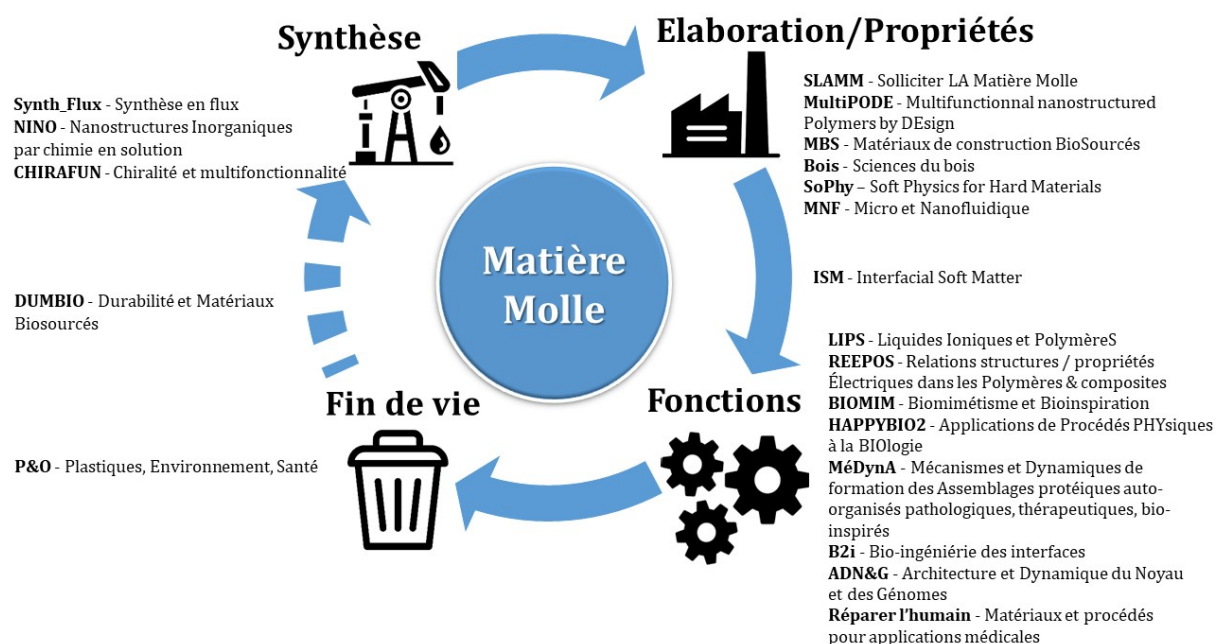 Synthèse
Synth_Flux - Synthèse en flux
NINO - Nanostructures Inorganiques
par chimie en solution
CHIRAFUN - Chiralité et multifonctionnalité
Elaboration/Propriétés
SLAMM - Solliciter LA Matière Molle
MultiPODE - Multifunctionnal nanostructured
Polymers by DEsign
MBS - Matériaux de construction BioSourcés
Bois - Sciences du bois
SoPhy – Soft Physics for Hard Materials
MNF - Micro et Nanofluidique
Matière
Molle
ISM - Interfacial Soft Matter
DUMBIO - Durabilité et Matériaux
Biosourcés
Fin de vie
P&O - Plastiques, Environnement, Santé
Fonctions
LIPS - Liquides Ioniques et PolymèreS
REEPOS - Relations structures / propriétés
Électriques dans les Polymères & composites
BIOMIM - Biomimétisme et Bioinspiration
HAPPYBIO2 - Applications de Procédés PHYsiques
à la BIOlogie
MéDynA - Mécanismes et Dynamiques de
formation des Assemblages protéiques auto-
organisés pathologiques, thérapeutiques, bio-
inspirés
B2i - Bio-ingéniérie des interfaces
ADN&G - Architecture et Dynamique du Noyau
et des Génomes
Réparer l'humain - Matériaux et procédés
pour applications médicales